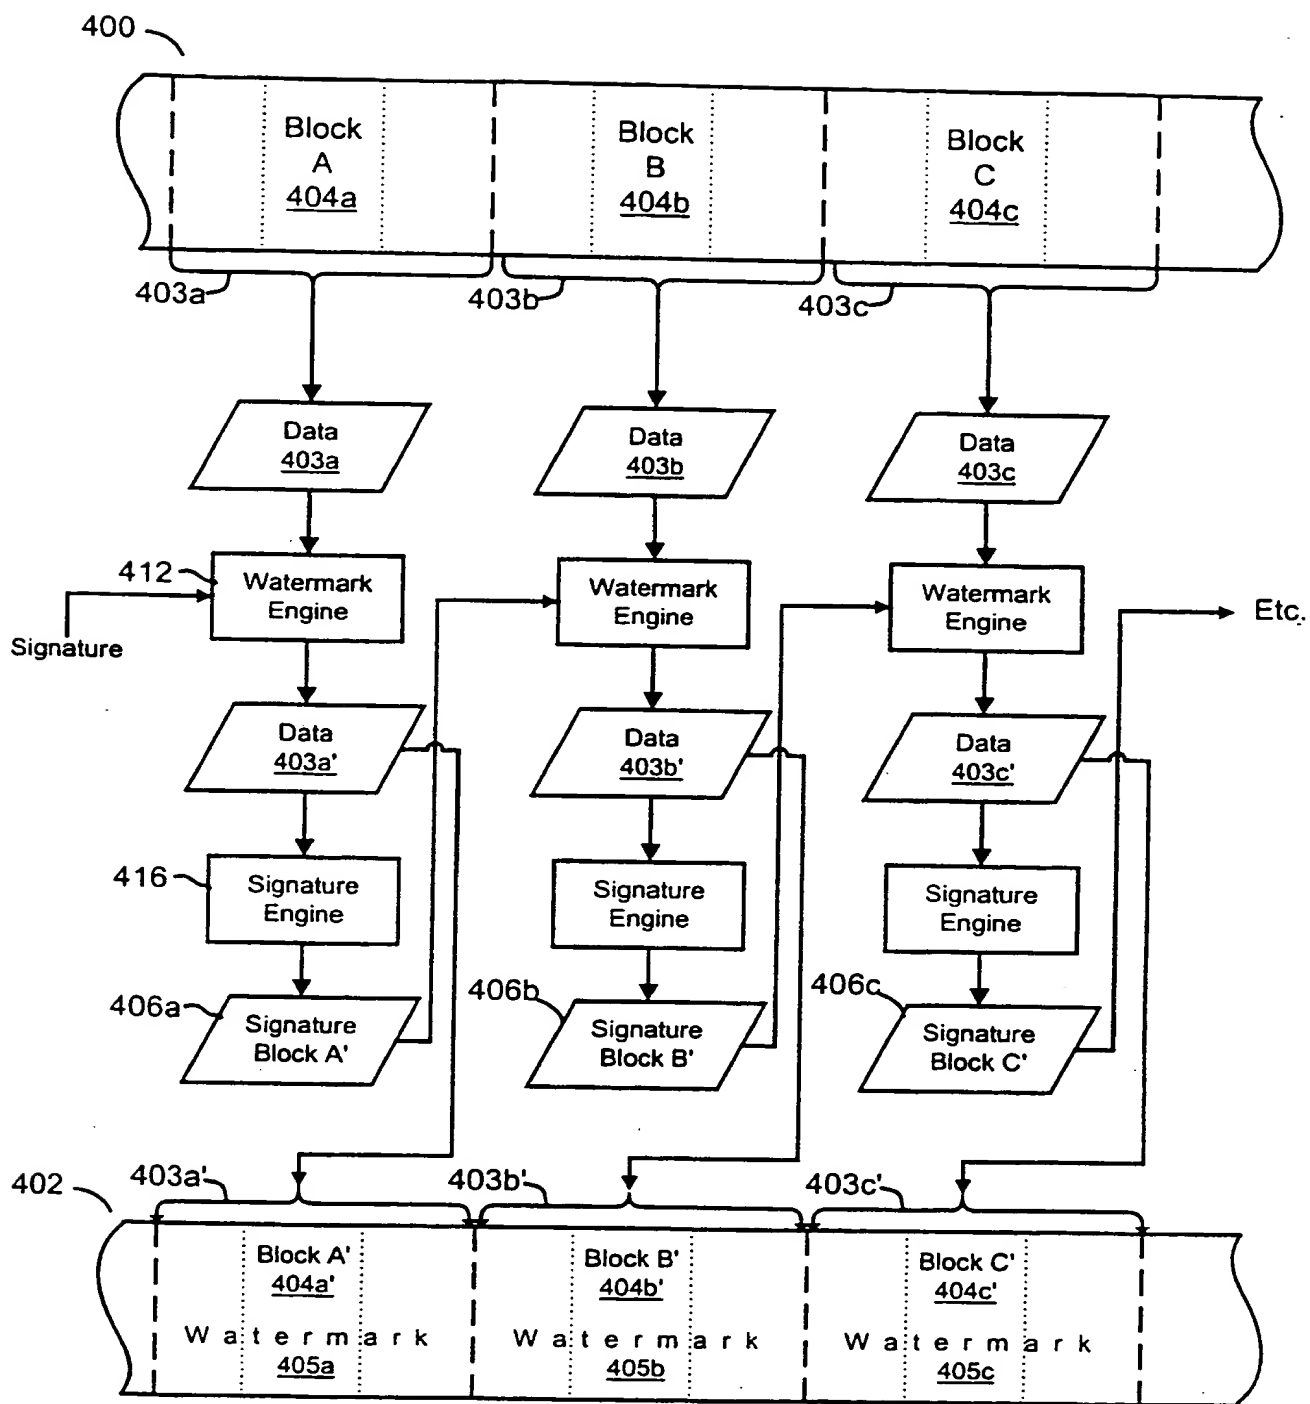 400
Block
A
404a
Block
B
404b
Block
C
404c
403a
403b
403c
Data
403a
Data
403b
Data
403c
412
Watermark
Engine
Watermark
Engine
Watermark
Engine
Etc.
Signature
Data
403a'
Data
403b'
Data
403c'
416
Signature
Engine
Signature
Engine
Signature
Engine
406a
Signature
Block A'
406b
Signature
Block B'
406c
Signature
Block C'
402
403a'
403b'
403c'
Block A'
404a'
Watermark
405a
Block B'
404b'
Watermark
405b
Block C'
404c'
Watermark
405c